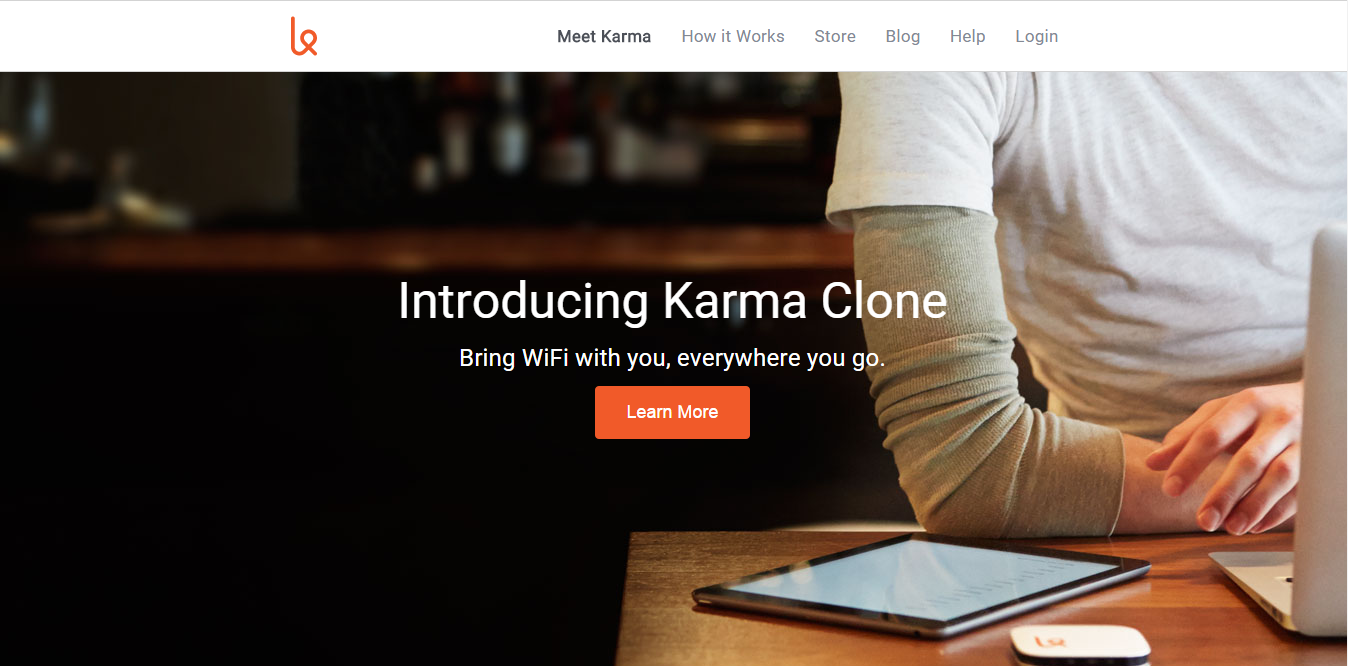 Meet Karma
How it Works
Store
Blog
Help
Login
Introducing Karma Clone
Bring WiFi with you, everywhere you go.
Learn More